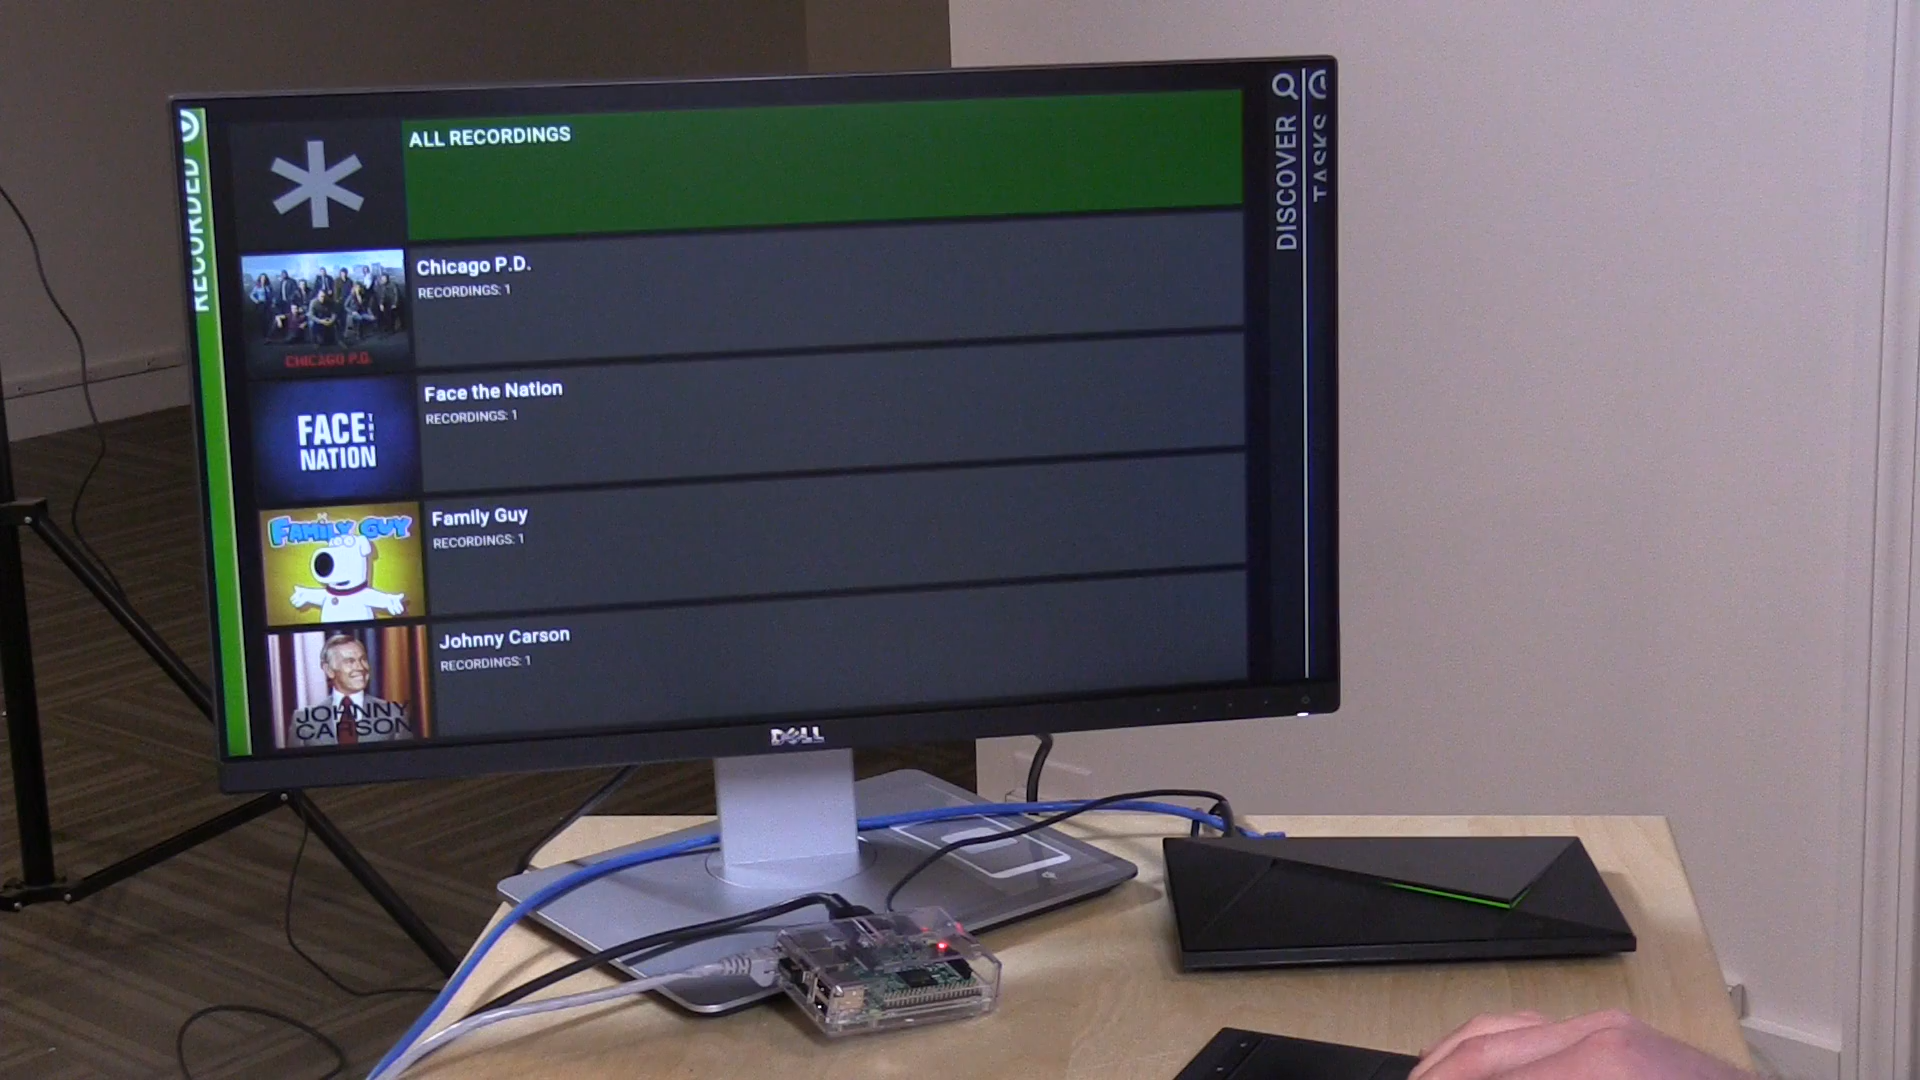 RECORDED
ALL RECORDINGS
Chicago P.D.
RECORDINGS: 1
CHICAGO P.D.
Face the Nation
RECORDINGS: 1
FACE THE
NATION
Family Guy
RECORDINGS: 1
FAMILY GUY
Johnny Carson
RECORDINGS: 1
JOHNNY
CARSON
DISCOVER
TASKS
DELL